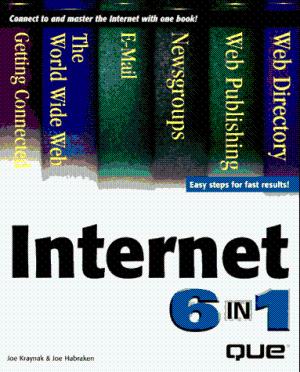 Connect to and master the Internet with one book!
Getting Connected
The
World Wide Web
E-Mail
Newsgroups
Web Publishing
Web Directory
Easy steps for fast results!
Internet
6 IN 1
Joe Kraynak & Joe Habraken
que®